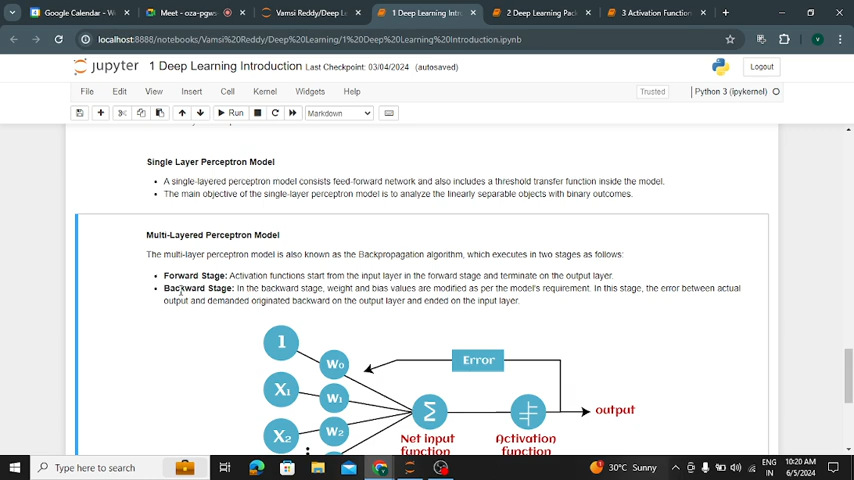 Google Calendar
Meet - oza-pgwo
Vamsi Reddy/Deep L
1 Deep Learning Intro
2 Deep Learning Pac
3 Activation Function
localhost:8888/notebooks/Vamsi%20Reddy/Deep%20Learning/1%20Deep%20Learning%20Introduction.ipynb
jupyter 1 Deep Learning Introduction Last Checkpoint: 03/04/2024 (autosaved)
Logout
File Edit View Insert Cell Kernel Widgets Help
Trusted
Python 3 (ipykernel)
Run
Markdown
Single Layer Perceptron Model
• A single-layered perceptron model consists feed-forward network and also includes a threshold transfer function inside the model.
• The main objective of the single-layer perceptron model is to analyze the linearly separable objects with binary outcomes.
Multi-Layered Perceptron Model
The multi-layer perceptron model is also known as the Backpropagation algorithm, which executes in two stages as follows:
• Forward Stage: Activation functions start from the input layer in the forward stage and terminate on the output layer.
• Backward Stage: In the backward stage, weight and bias values are modified as per the model's requirement. In this stage, the error between actual
output and demanded originated backward on the output layer and ended on the input layer.
1
W0
Error
X1
W1
Σ
output
X2
W2
Net input
function
Activation
function
Type here to search
30°C Sunny
ENG
IN
10:20 AM
6/5/2024